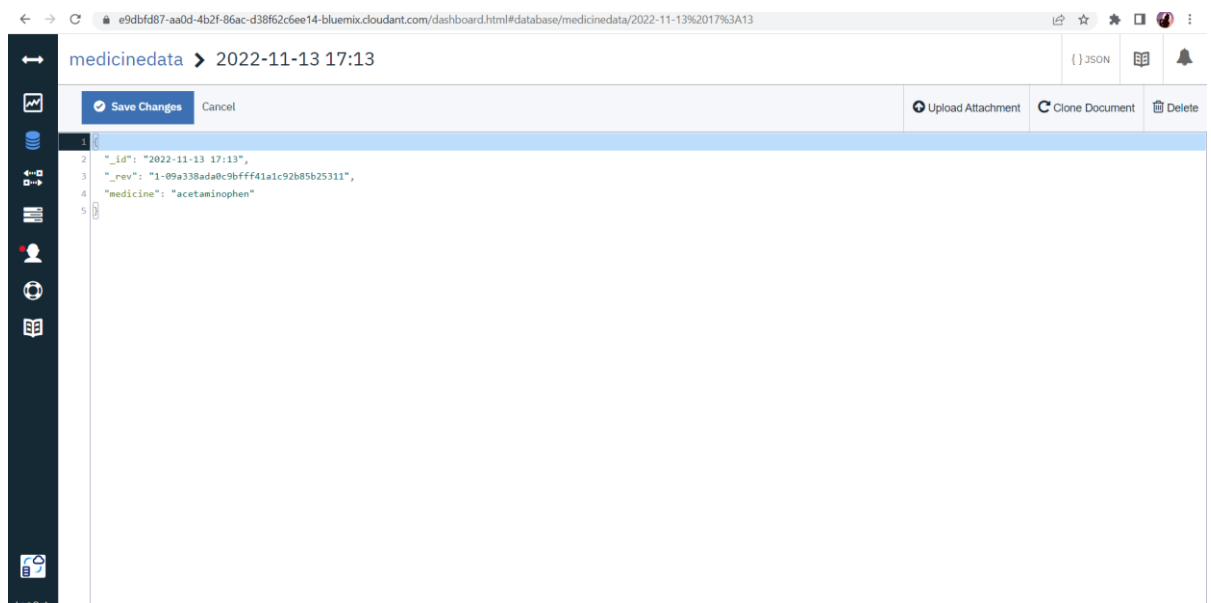 e9dbfd87-aa0d-4b2f-86ac-d38f62c6ee14-bluemix.cloudant.com/dashboard.html#database/medicinedata/2022-11-13%2017%3A13
medicinedata > 2022-11-13 17:13
{ } JSON
Save Changes Cancel Upload Attachment Clone Document Delete
1 {
2 "_id": "2022-11-13 17:13",
3 "_rev": "1-09a338ada0c9bfff41a1c92b85b25311",
4 "medicine": "acetaminophen"
5 }